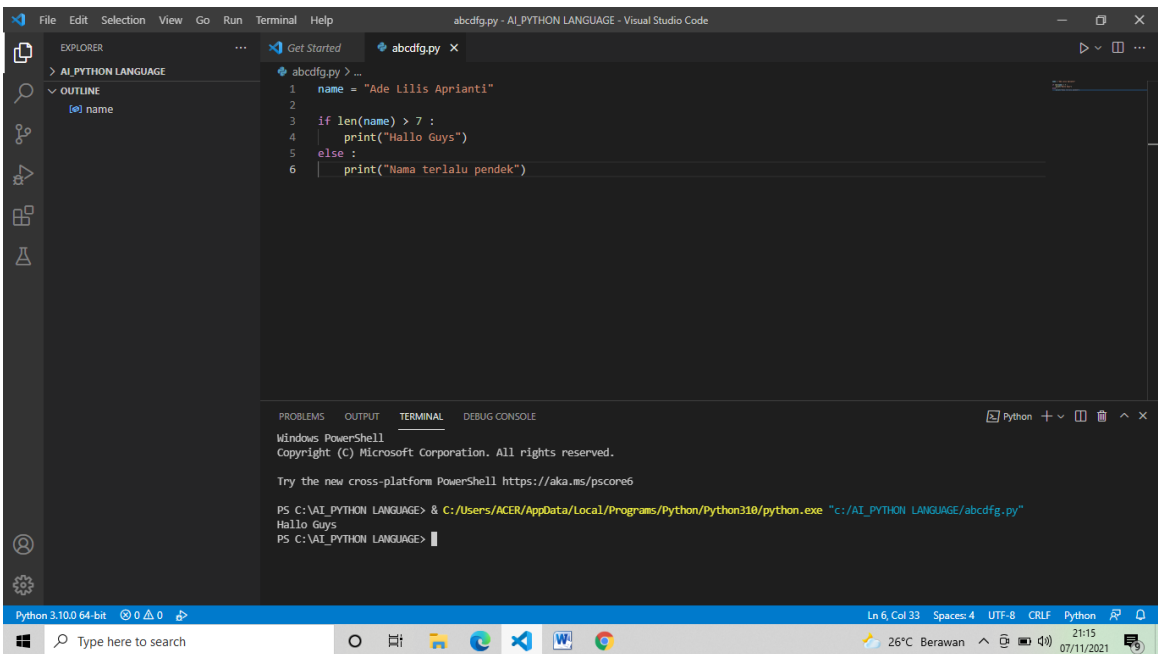 File Edit Selection View Go Run Terminal Help abcdfg.py - AI_PYTHON LANGUAGE - Visual Studio Code
EXPLORER
AI_PYTHON LANGUAGE
OUTLINE
name
Get Started abcdfg.py
abcdfg.py > ...
1 name = "Ade Lilis Aprianti"
2
3 if len(name) > 7 :
4 print("Hallo Guys")
5 else :
6 print("Nama terlalu pendek")
PROBLEMS OUTPUT TERMINAL DEBUG CONSOLE Python
Windows PowerShell
Copyright (C) Microsoft Corporation. All rights reserved.
Try the new cross-platform PowerShell https://aka.ms/pscore6
PS C:\AI_PYTHON LANGUAGE> & C:/Users/ACER/AppData/Local/Programs/Python/Python310/python.exe "c:/AI_PYTHON LANGUAGE/abcdfg.py"
Hallo Guys
PS C:\AI_PYTHON LANGUAGE>
Python 3.10.0 64-bit 0 0 Ln 6, Col 33 Spaces: 4 UTF-8 CRLF Python
Type here to search 26°C Berawan 21:15
07/11/2021 9